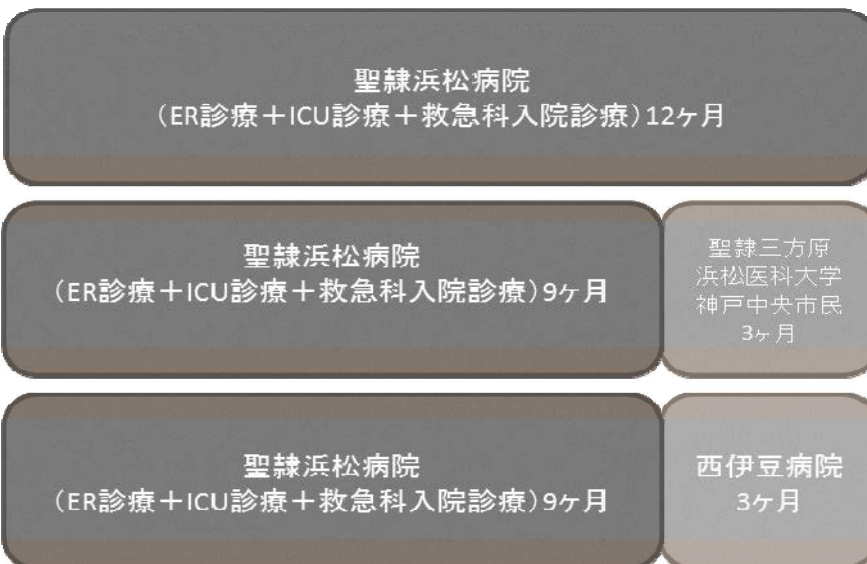 聖隷浜松病院
（ER診療＋ICU診療＋救急科入院診療）12ヶ月
聖隷浜松病院
（ER診療＋ICU診療＋救急科入院診療）9ヶ月
聖隷三方原
浜松医科大学
神戸中央市民
3ヶ月
聖隷浜松病院
（ER診療＋ICU診療＋救急科入院診療）9ヶ月
西伊豆病院
3ヶ月